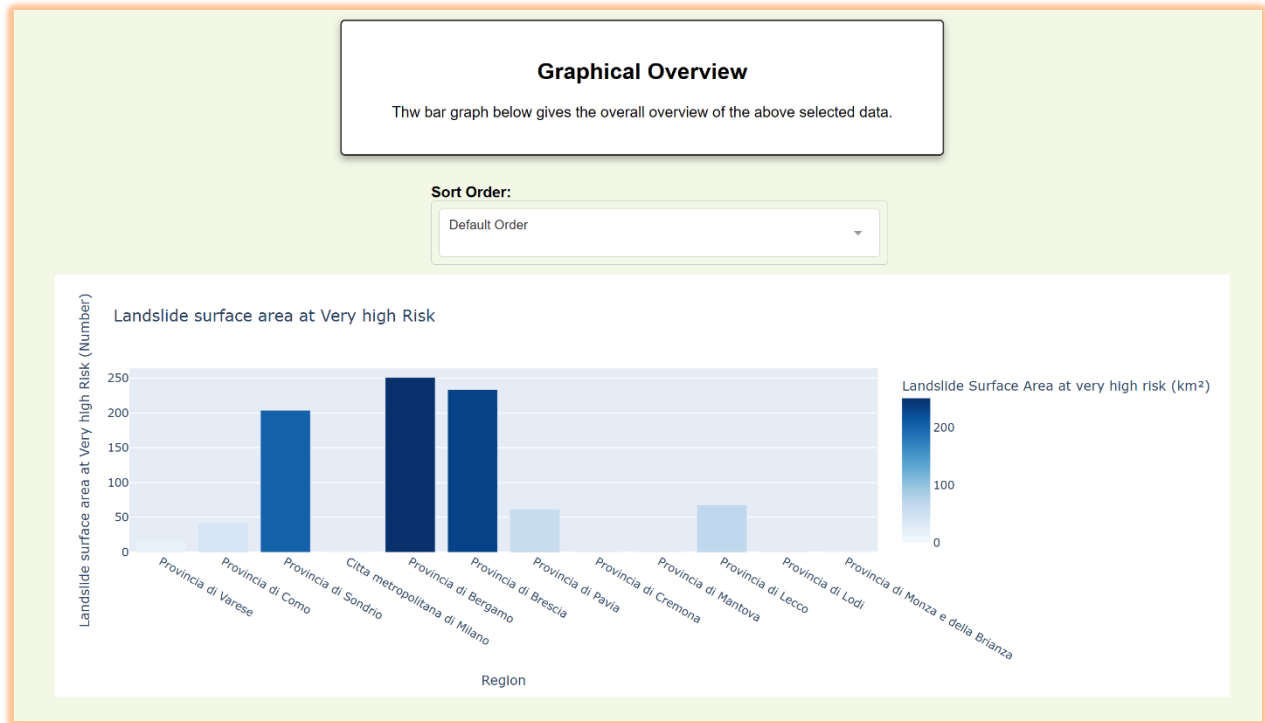 Graphical Overview
Thw bar graph below gives the overall overview of the above selected data.
Sort Order:
Default Order
Landslide surface area at Very high Risk
Landslide surface area at Very high Risk (Number)
250
200
150
100
50
0
Provincia di Varese
Provincia di Como
Provincia di Sondrio
Citta metropolitana di Milano
Provincia di Bergamo
Provincia di Brescia
Provincia di Pavia
Provincia di Cremona
Provincia di Mantova
Provincia di Lecco
Provincia di Lodi
Provincia di Monza e della Brianza
Region
Landslide Surface Area at very high risk (km²)
200
100
0